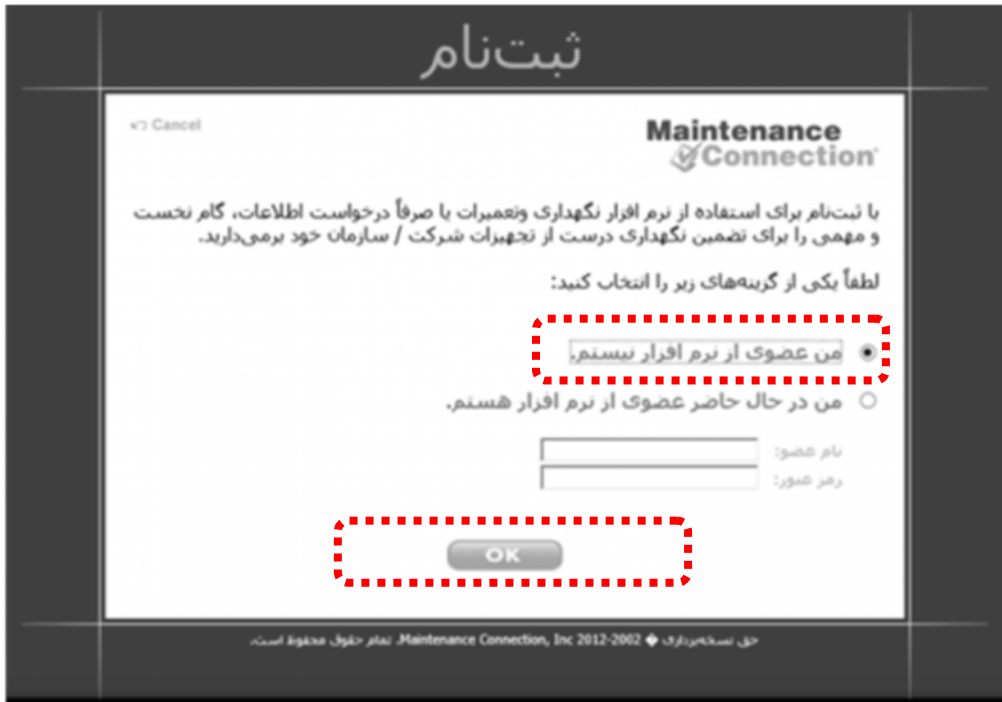 ثبت‌نام
Cancel
Maintenance
Connection
با ثبت‌نام برای استفاده از نرم افزار نگهداری وتعمیرات یا صرفاً درخواست اطلاعات، گام نخست
و مهمی را برای تضمین نگهداری درست از تجهیزات شرکت / سازمان خود برمی‌دارید.
لطفاً یکی از گزینه‌های زیر را انتخاب کنید:
من عضوی از نرم افزار نیستم.
من در حال حاضر عضوی از نرم افزار هستم.
نام عضو:
رمز عبور:
OK
حق نسخه‌برداری � 2002-2012 Maintenance Connection, Inc. تمام حقوق محفوظ است.